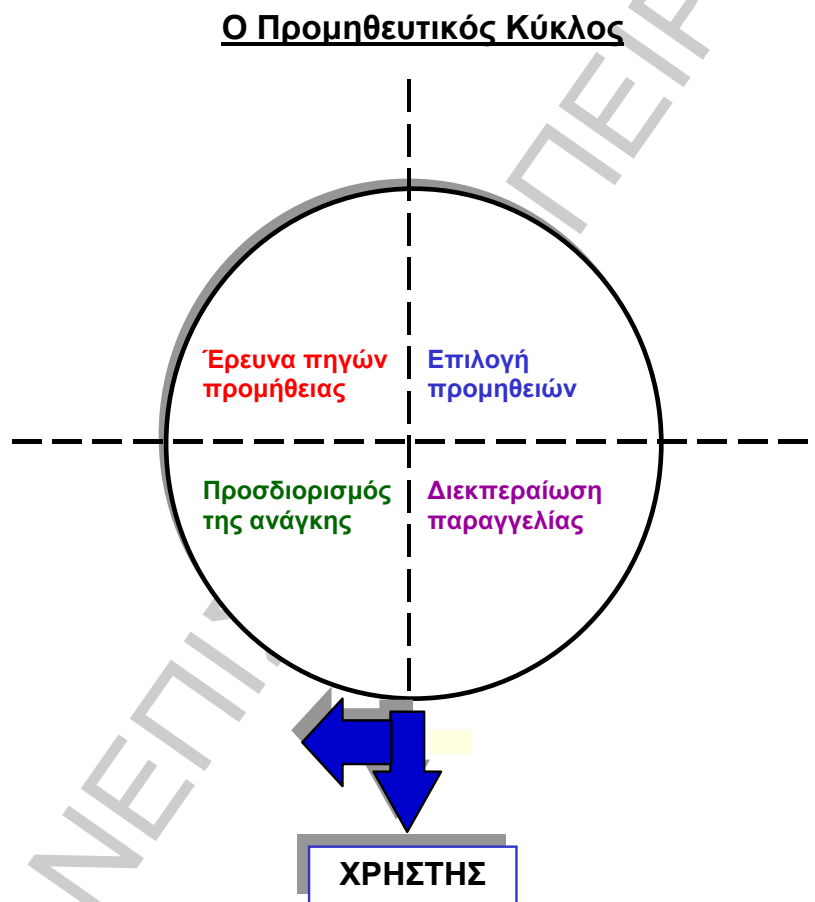 Ο Προμηθευτικός Κύκλος
Έρευνα πηγών
προμήθειας
Επιλογή
προμηθειών
Προσδιορισμός
της ανάγκης
Διεκπεραίωση
παραγγελίας
ΧΡΗΣΤΗΣ